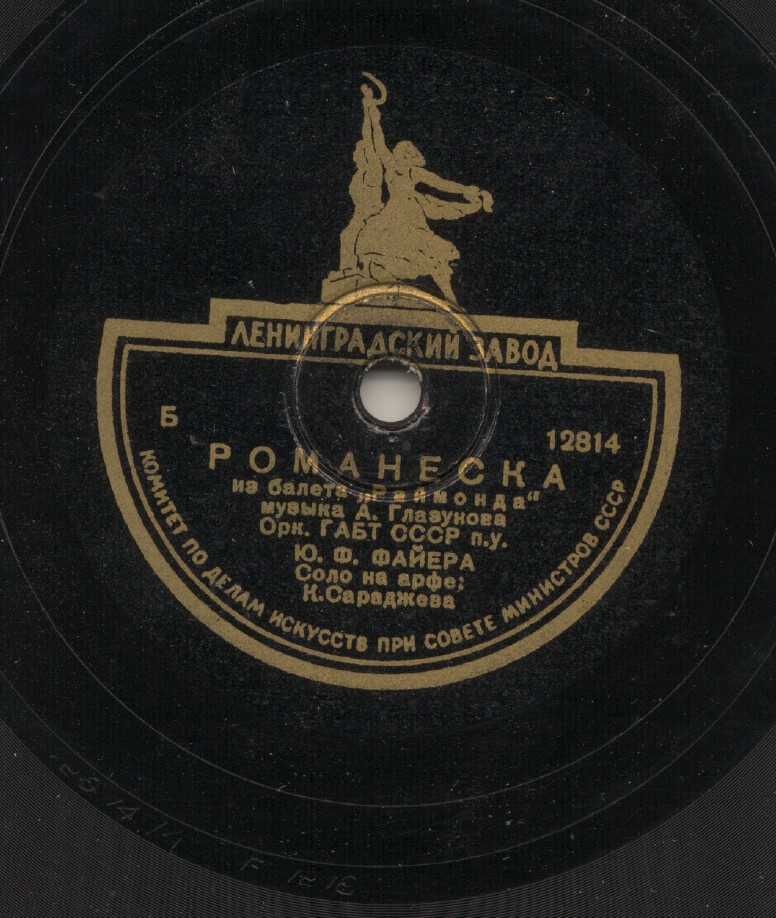 ЛЕНИНГРАДСКИЙ ЗАВОД
Б 12814
РОМАНЕСКА
из балета „Раймонда“
музыка А. Глазунова
Орк. ГАБТ СССР п.у.
Ю. Ф. ФАЙЕРА
Соло на арфе:
К.Сараджева
КОМИТЕТ ПО ДЕЛАМ ИСКУССТВ ПРИ СОВЕТЕ МИНИСТРОВ СССР